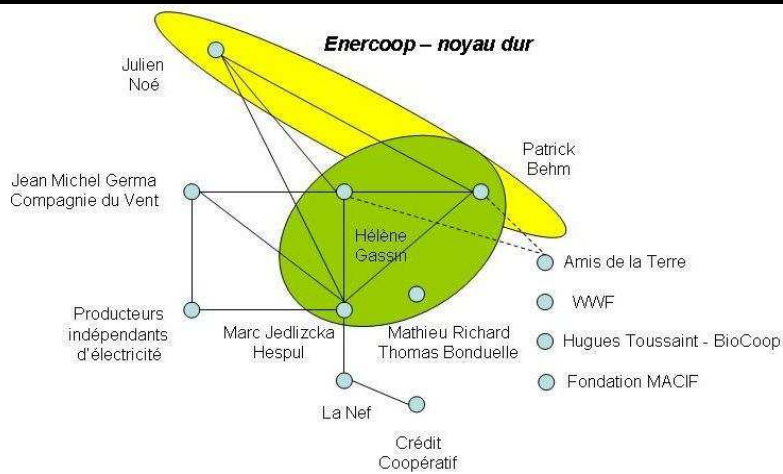 Enercoop – noyau dur
Julien
Noé
Patrick
Behm
Jean Michel Germa
Compagnie du Vent
Hélène
Gassin
Amis de la Terre
WWF
Producteurs
indépendants
d'électricité
Marc Jedlizcka
Hespul
Mathieu Richard
Thomas Bonduelle
Hugues Toussaint - BioCoop
Fondation MACIF
La Nef
Crédit
Coopératif